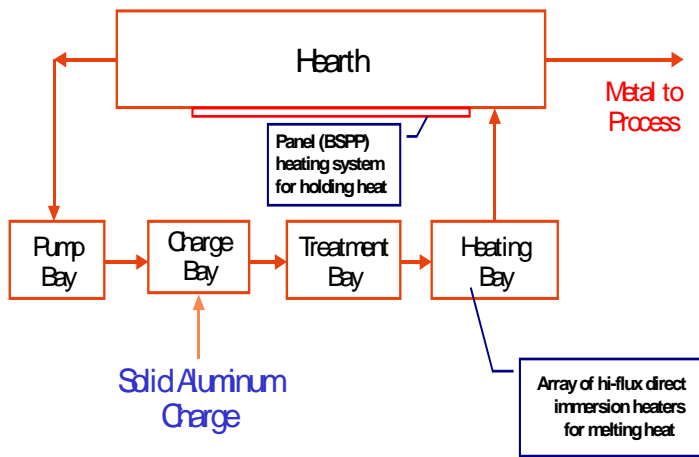 Hearth
Metal to
Process
Panel (BSPP)
heating system
for holding heat
Pump
Bay
Charge
Bay
Treatment
Bay
Heating
Bay
Solid Aluminum
Charge
Array of hi-flux direct
immersion heaters
for melting heat